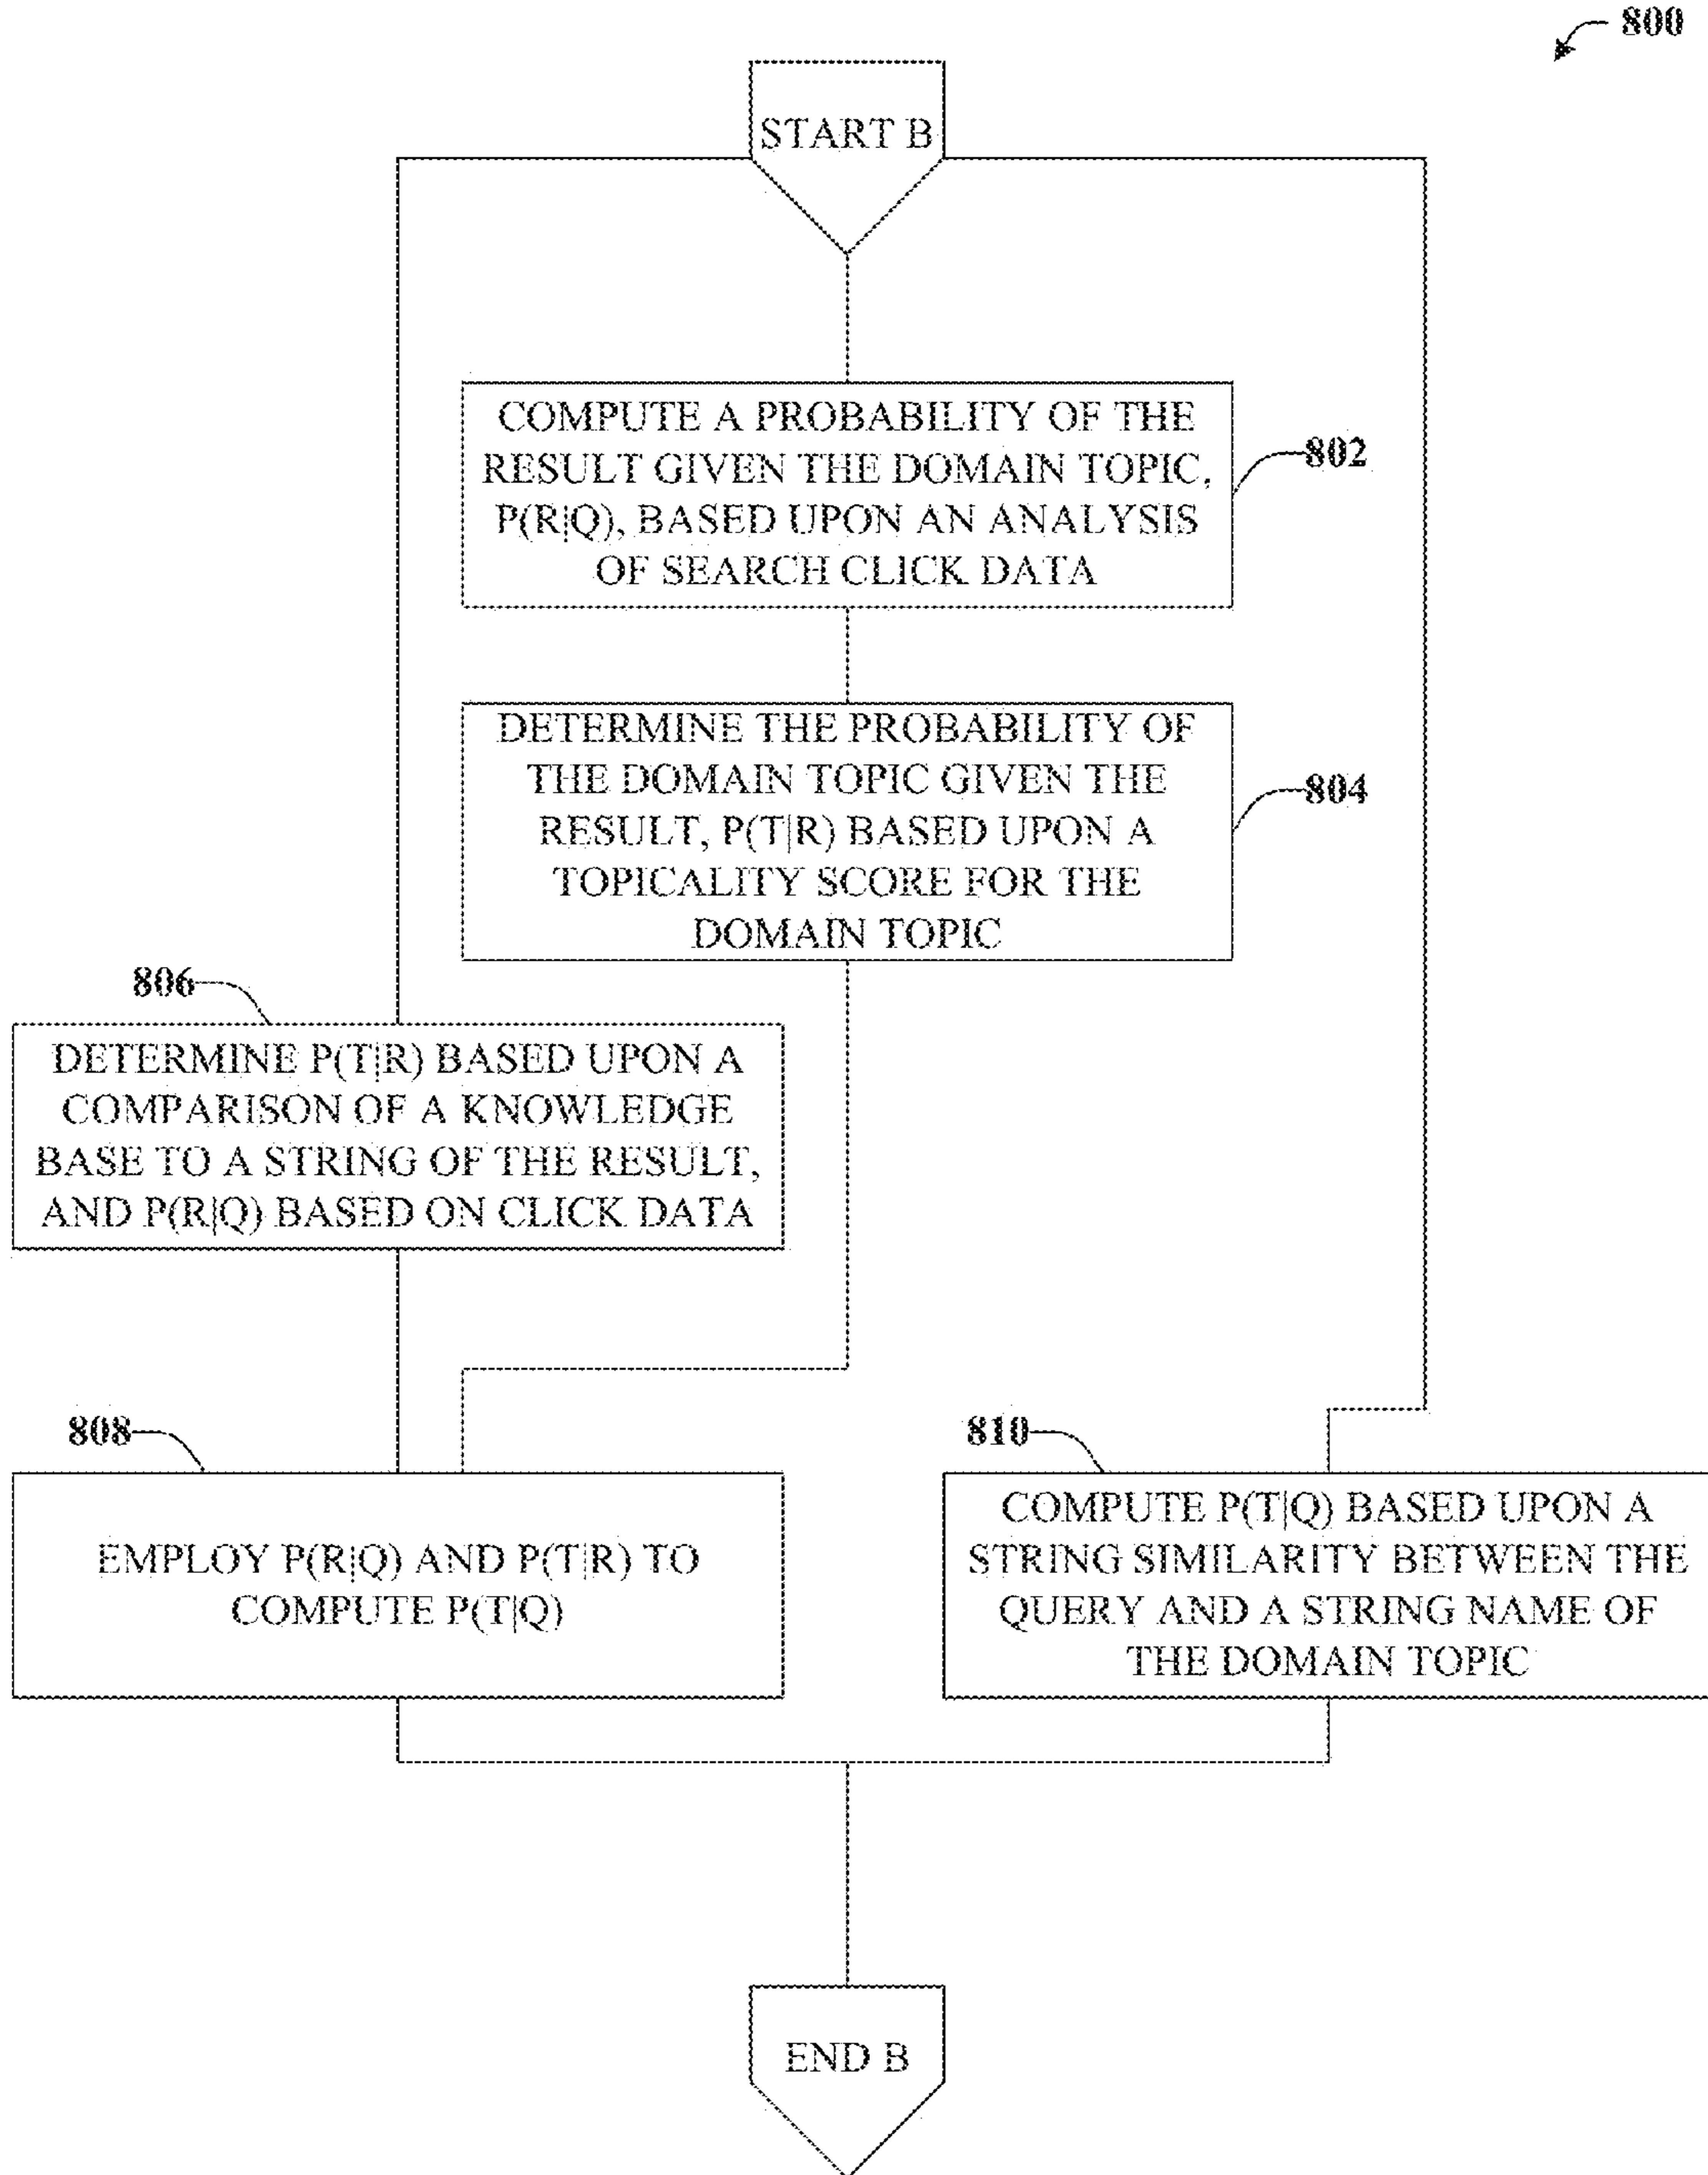 800
START B
COMPUTE A PROBABILITY OF THE
RESULT GIVEN THE DOMAIN TOPIC,
P(R|Q), BASED UPON AN ANALYSIS
OF SEARCH CLICK DATA
802
DETERMINE THE PROBABILITY OF
THE DOMAIN TOPIC GIVEN THE
RESULT, P(T|R) BASED UPON A
TOPICALITY SCORE FOR THE
DOMAIN TOPIC
804
806
DETERMINE P(T|R) BASED UPON A
COMPARISON OF A KNOWLEDGE
BASE TO A STRING OF THE RESULT,
AND P(R|Q) BASED ON CLICK DATA
808
EMPLOY P(R|Q) AND P(T|R) TO
COMPUTE P(T|Q)
810
COMPUTE P(T|Q) BASED UPON A
STRING SIMILARITY BETWEEN THE
QUERY AND A STRING NAME OF
THE DOMAIN TOPIC
END B